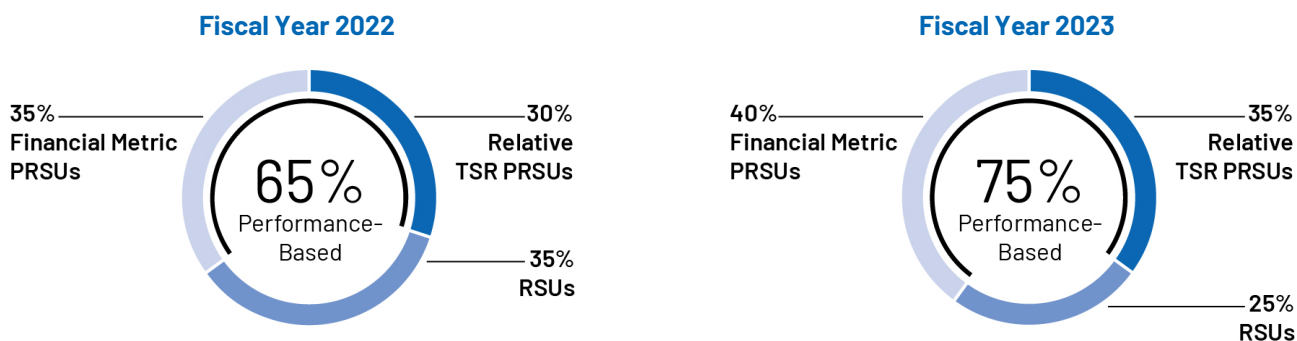 Fiscal Year 2022
35%
Financial Metric
PRSUs
65%
Performance-
Based
30%
Relative
TSR PRSUs
35%
RSUs
Fiscal Year 2023
40%
Financial Metric
PRSUs
75%
Performance-
Based
35%
Relative
TSR PRSUs
25%
RSUs